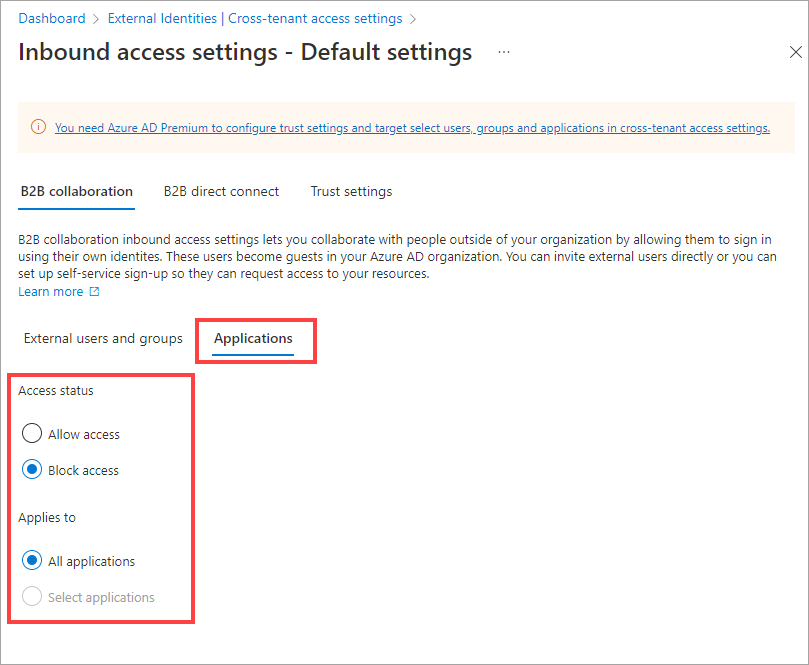 Dashboard > External Identities | Cross-tenant access settings >
Inbound access settings - Default settings ...
You need Azure AD Premium to configure trust settings and target select users, groups and applications in cross-tenant access settings.
B2B collaboration B2B direct connect Trust settings
B2B collaboration inbound access settings lets you collaborate with people outside of your organization by allowing them to sign in
using their own identites. These users become guests in your Azure AD organization. You can invite external users directly or you can
set up self-service sign-up so they can request access to your resources.
Learn more
External users and groups Applications
Access status
Allow access
Block access
Applies to
All applications
Select applications